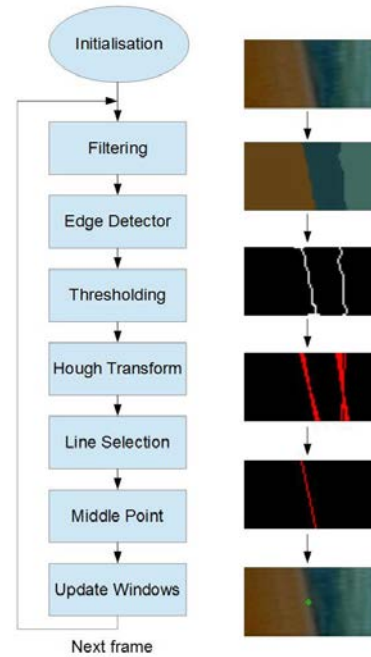 Initialisation
Filtering
Edge Detector
Thresholding
Hough Transform
Line Selection
Middle Point
Update Windows
Next frame